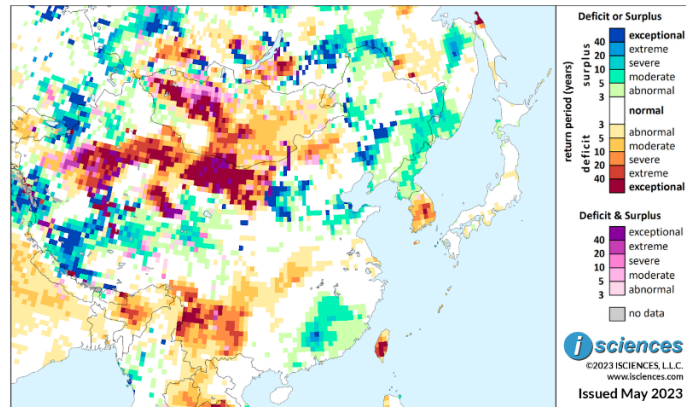 Deficit or Surplus
exceptional
40
extreme
20
severe
10
moderate
5
abnormal
3
normal
3
abnormal
5
moderate
10
severe
20
extreme
40
exceptional
surplus
deficit
return period (years)
Deficit & Surplus
exceptional
40
extreme
20
severe
10
moderate
5
abnormal
3
no data
i sciences
©2023 ISCIENCES, L.L.C.
www.isciences.com
Issued May 2023